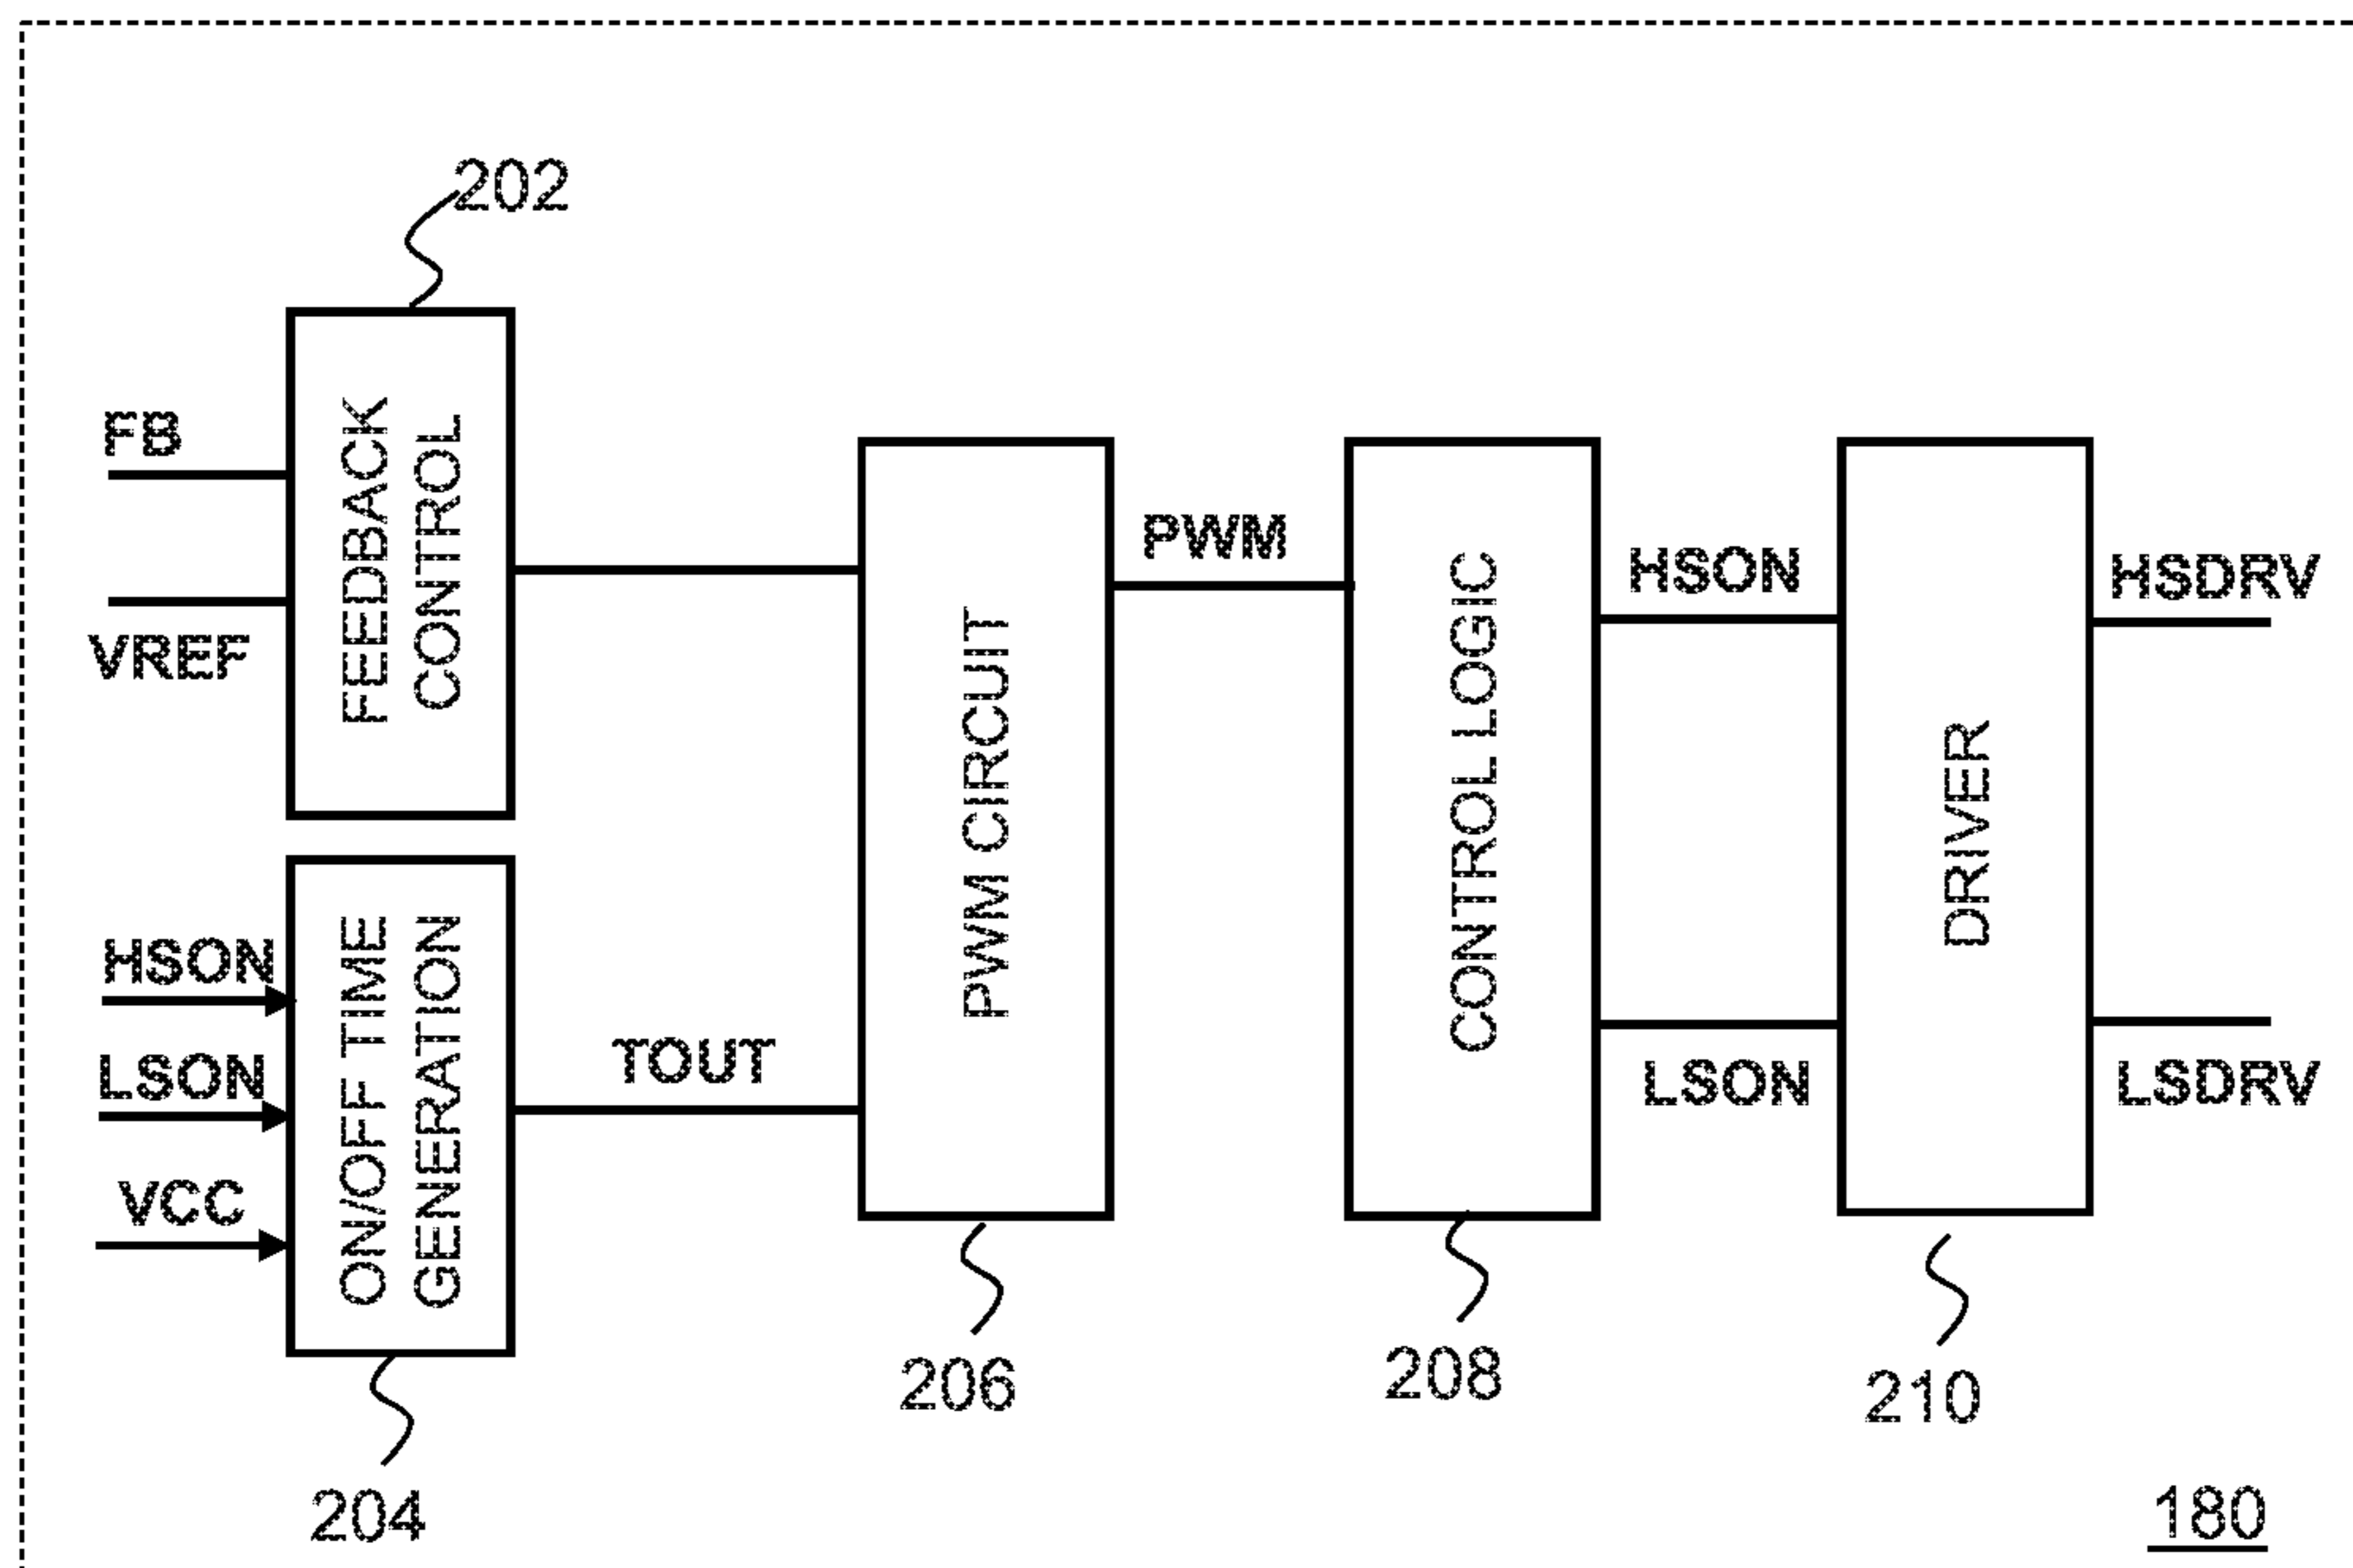 202
FB
VREF
FEEDBACK
CONTROL
HSON
LSON
VCC
ON/OFF TIME
GENERATION
204
TOUT
PWM CIRCUIT
206
PWM
CONTROL LOGIC
208
HSON
LSON
DRIVER
210
HSDRV
LSDRV
180